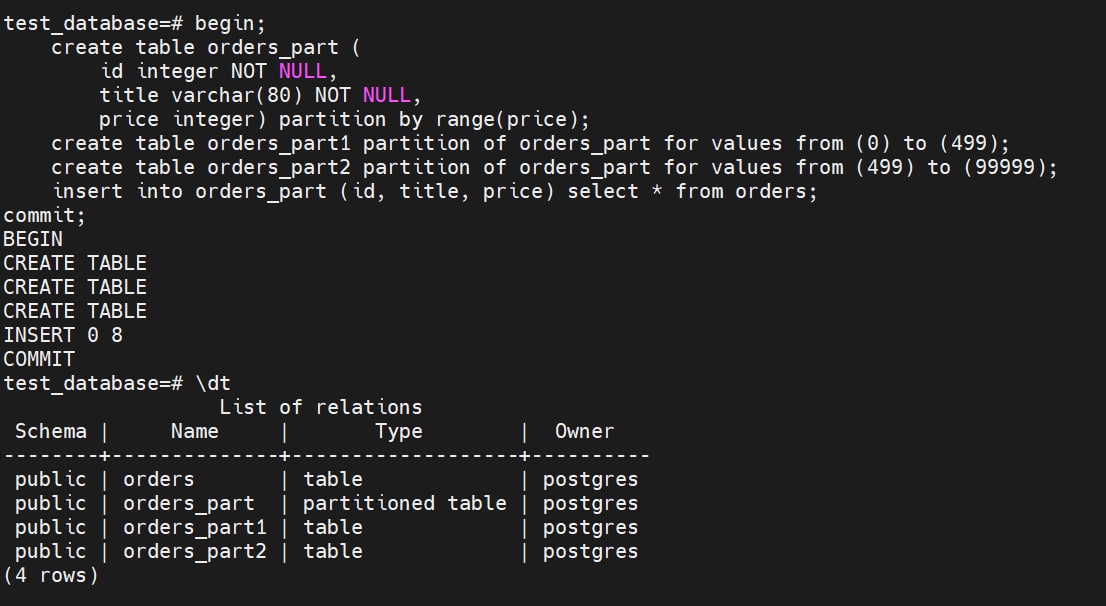 test_database=# begin;
    create table orders_part (
        id integer NOT NULL,
        title varchar(80) NOT NULL,
        price integer) partition by range(price);
    create table orders_part1 partition of orders_part for values from (0) to (499);
    create table orders_part2 partition of orders_part for values from (499) to (99999);
    insert into orders_part (id, title, price) select * from orders;
commit;
BEGIN
CREATE TABLE
CREATE TABLE
CREATE TABLE
INSERT 0 8
COMMIT
test_database=# \dt
                  List of relations
 Schema |     Name     |       Type        |  Owner
--------+--------------+-------------------+----------
 public | orders       | table             | postgres
 public | orders_part  | partitioned table | postgres
 public | orders_part1 | table             | postgres
 public | orders_part2 | table             | postgres
(4 rows)